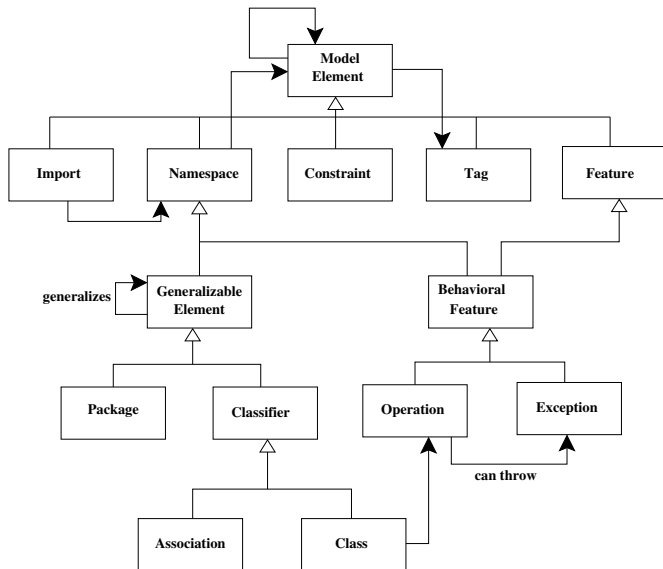 Model
Element
Import
Namespace
Constraint
Tag
Feature
generalizes
Generalizable
Element
Behavioral
Feature
Package
Classifier
Operation
Exception
can throw
Association
Class